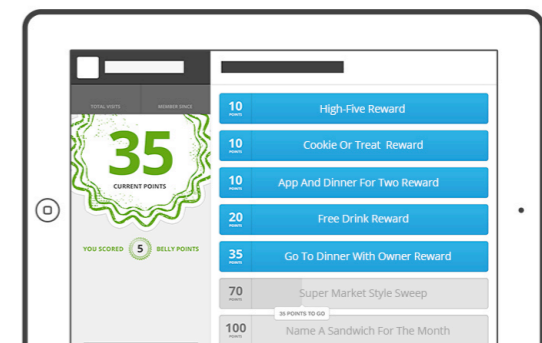 TOTAL VISITS
MEMBER SINCE
35
CURRENT POINTS
YOU SCORED 5 BELLY POINTS
10 POINTS High-Five Reward
10 POINTS Cookie Or Treat Reward
10 POINTS App And Dinner For Two Reward
20 POINTS Free Drink Reward
35 POINTS Go To Dinner With Owner Reward
70 POINTS Super Market Style Sweep
35 POINTS TO GO
100 POINTS Name A Sandwich For The Month